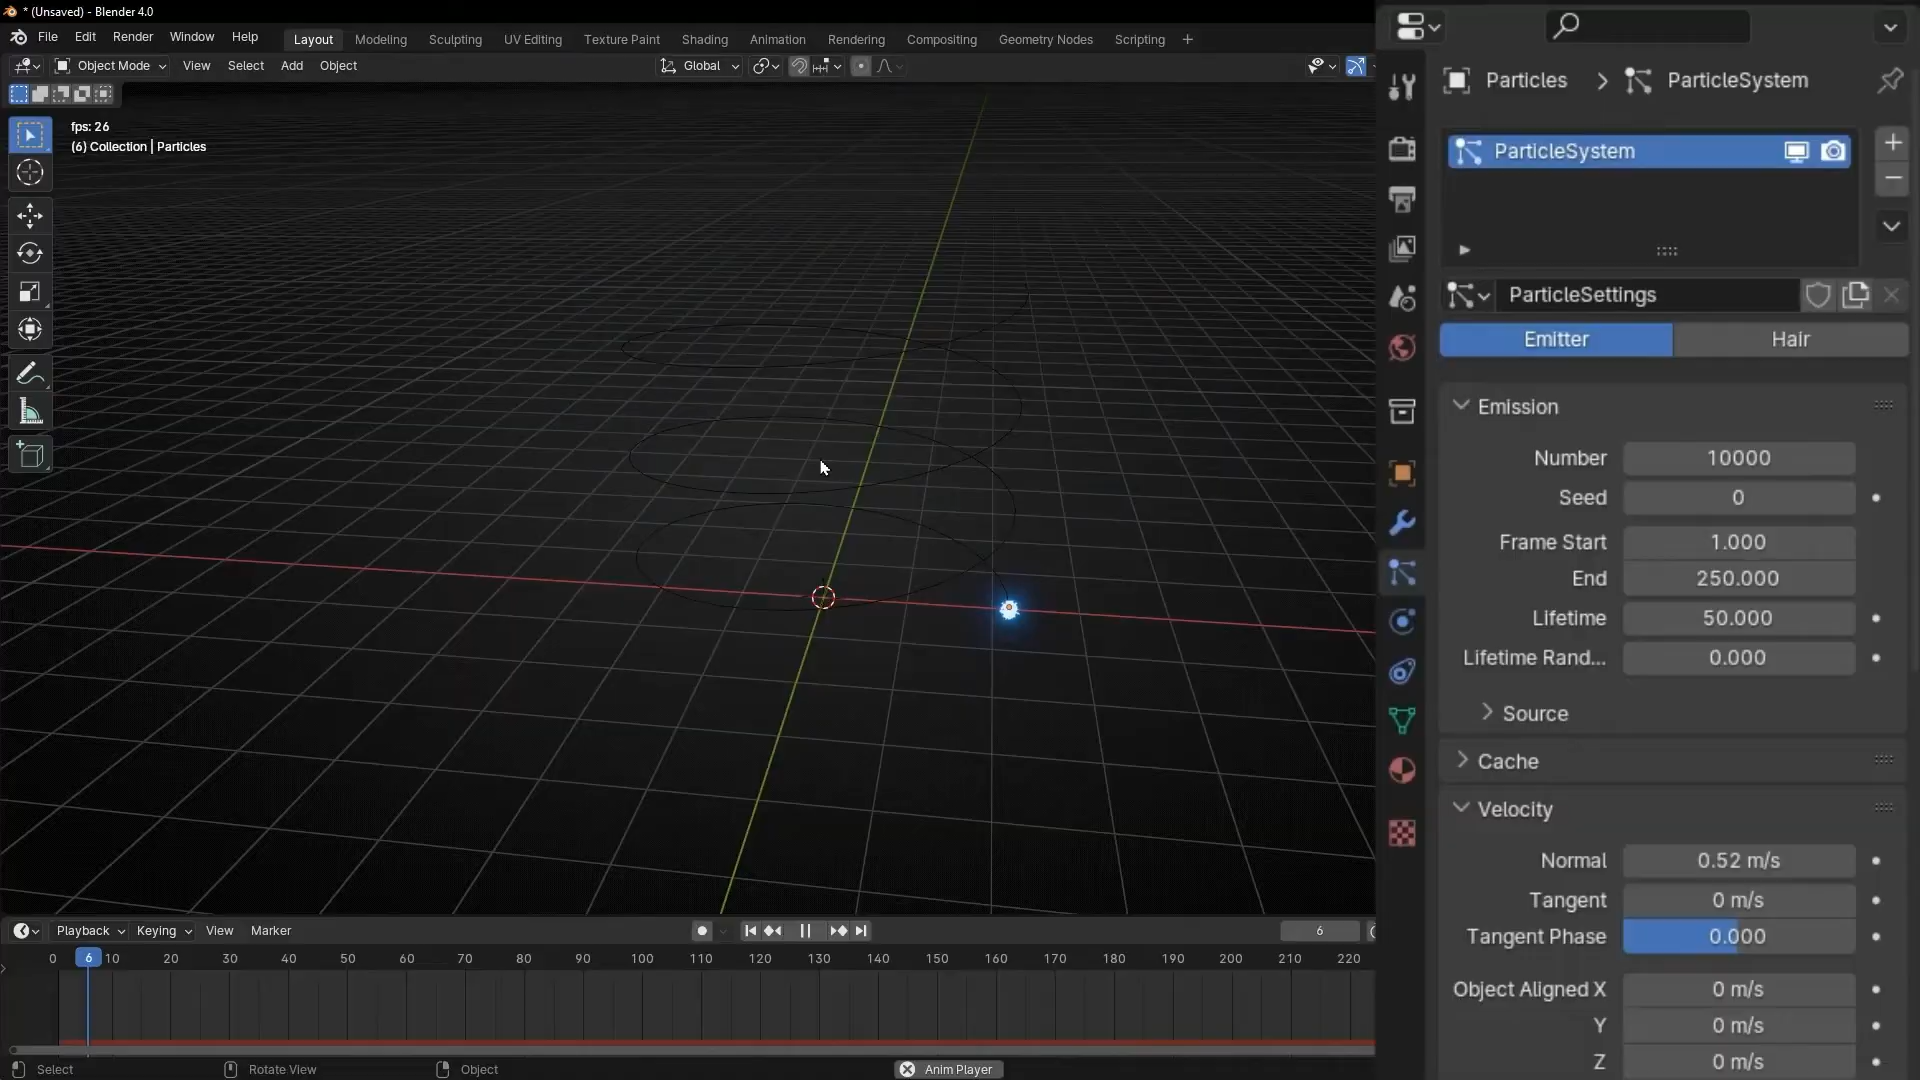 * (Unsaved) - Blender 4.0
File Edit Render Window Help Layout Modeling Sculpting UV Editing Texture Paint Shading Animation Rendering Compositing Geometry Nodes Scripting +
Object Mode View Select Add Object Global
fps: 26
(6) Collection | Particles
Particles > ParticleSystem
ParticleSystem
ParticleSettings
Emitter Hair
Emission
Number 10000
Seed 0
Frame Start 1.000
End 250.000
Lifetime 50.000
Lifetime Rand... 0.000
Source
Cache
Velocity
Normal 0.52 m/s
Tangent 0 m/s
Tangent Phase 0.000
Object Aligned X 0 m/s
Y 0 m/s
Z 0 m/s
Playback Keying View Marker 6
0 6 10 20 30 40 50 60 70 80 90 100 110 120 130 140 150 160 170 180 190 200 210 220
Select Rotate View Object Anim Player